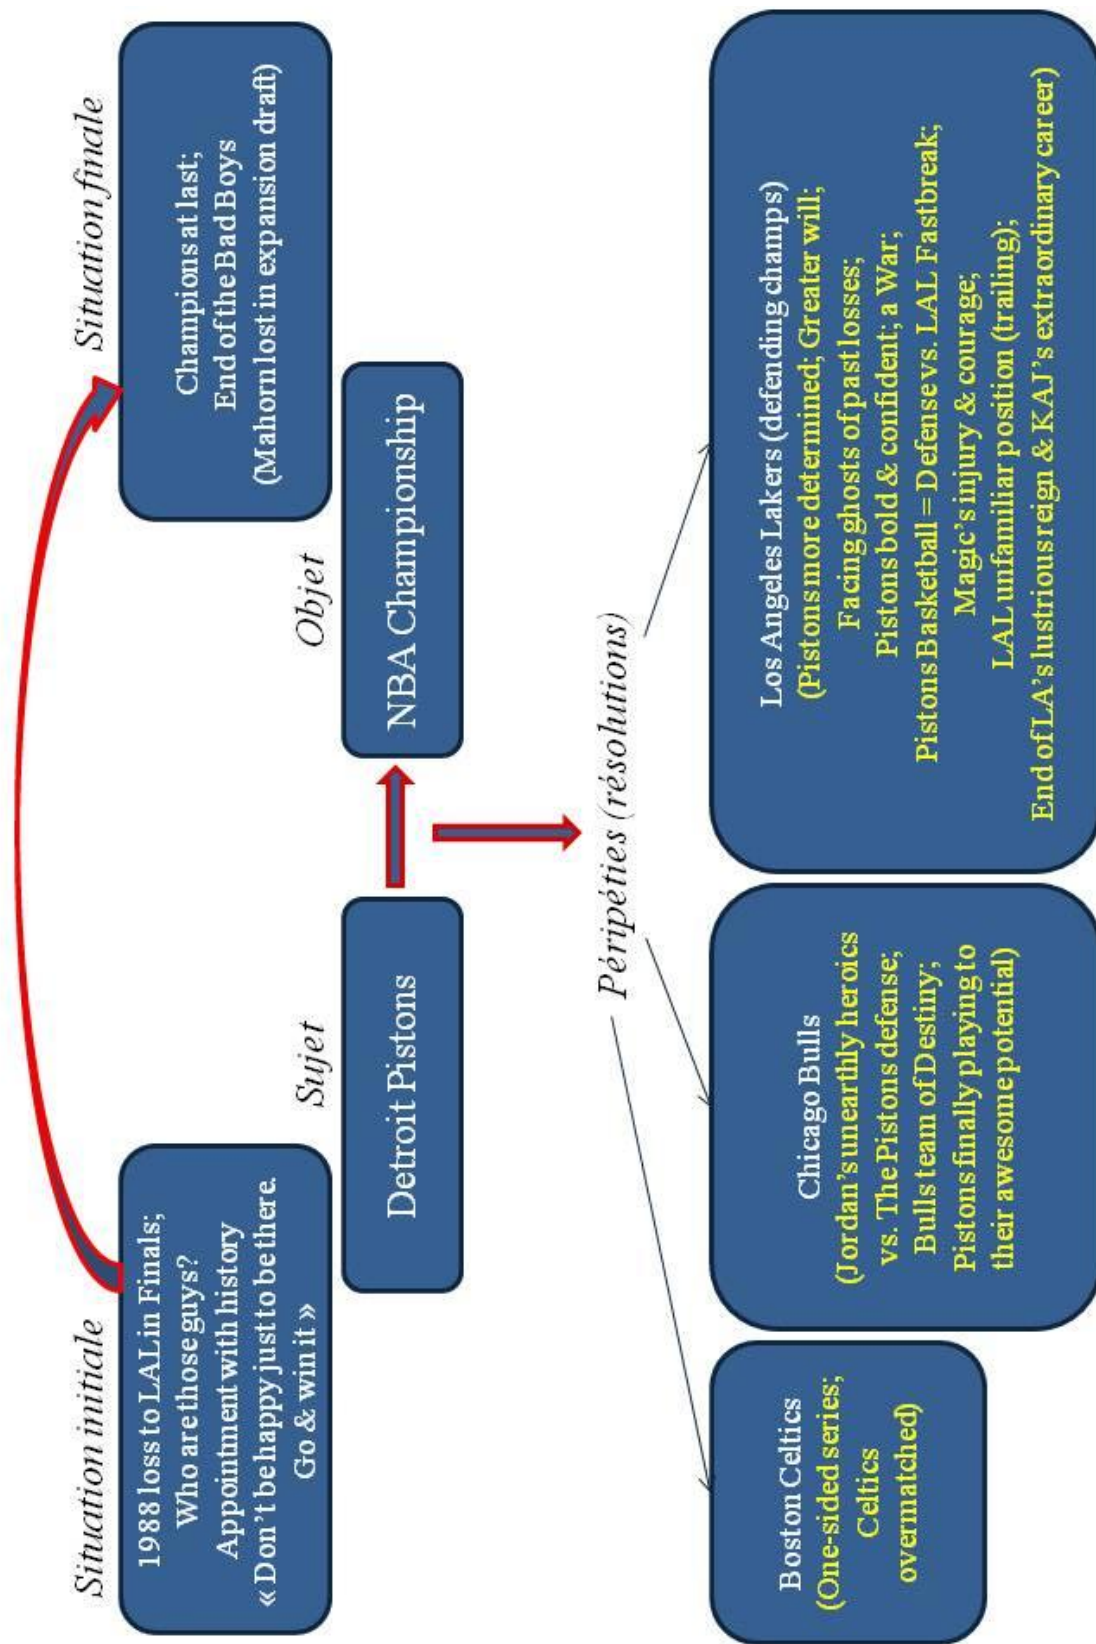 Situation initiale
1988 loss to LAL in Finals;
Who are those guys?
Appointment with history
« Don't be happy just to be there.
Go & win it »
Situation finale
Champions at last;
End of the Bad Boys
(Mahorn lost in expansion draft)
Sujet
Detroit Pistons
Objet
NBA Championship
Péripéties (résolutions)
Boston Celtics
(One-sided series;
Celtics
overmatched)
Chicago Bulls
(Jordan's unearthly heroics
vs. The Pistons defense;
Bulls team of Destiny;
Pistons finally playing to
their awesome potential)
Los Angeles Lakers (defending champs)
(Pistons more determined; Greater will;
Facing ghosts of past losses;
Pistons bold & confident; a War;
Pistons Basketball = Defense vs. LAL Fastbreak;
Magic's injury & courage;
LAL unfamiliar position (trailing);
End of LA's lustrious reign & KAJ's extraordinary career)